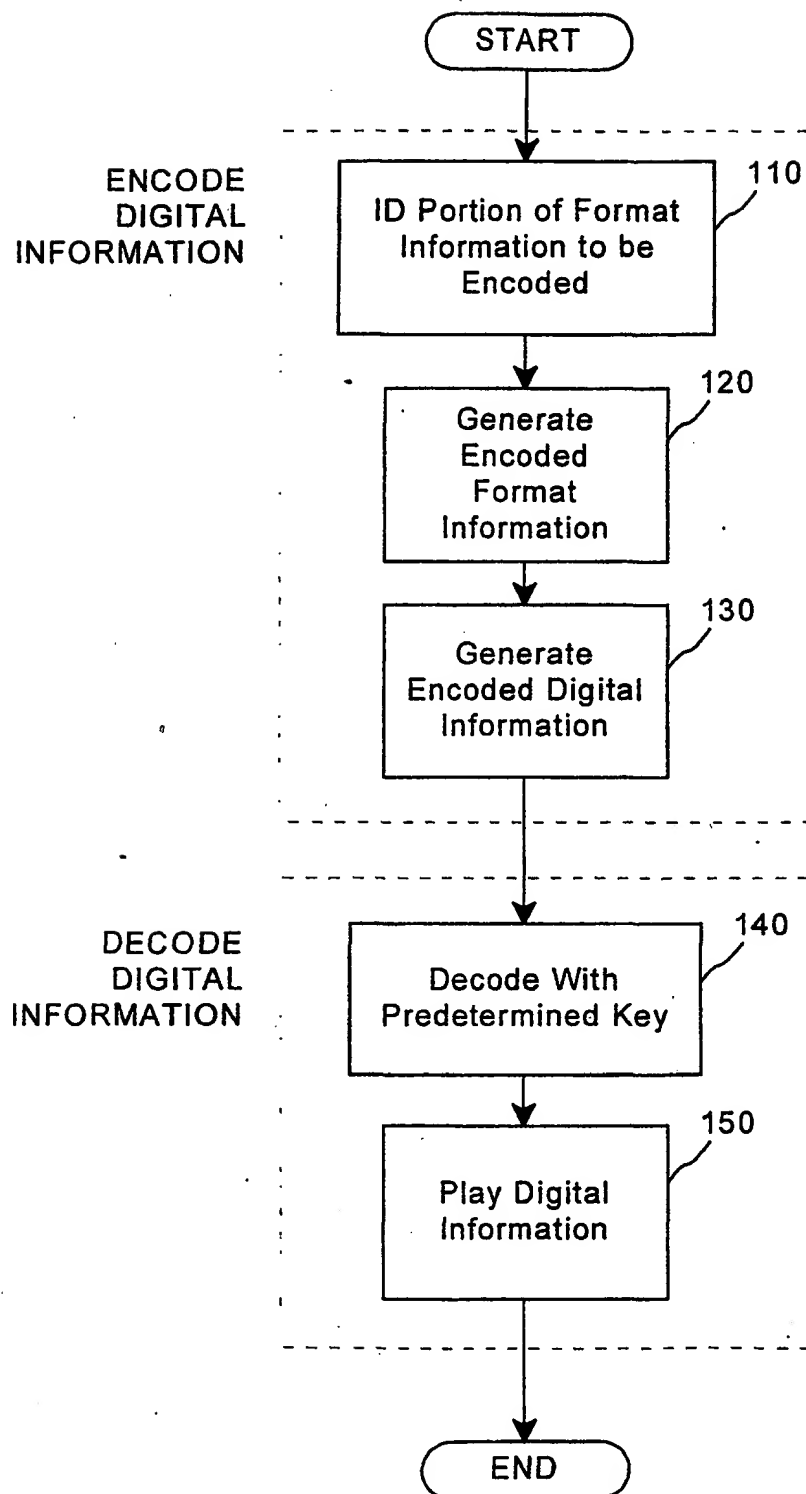 START
ENCODE
DIGITAL
INFORMATION
110
ID Portion of Format
Information to be
Encoded
120
Generate
Encoded
Format
Information
130
Generate
Encoded Digital
Information
DECODE
DIGITAL
INFORMATION
140
Decode With
Predetermined Key
150
Play Digital
Information
END